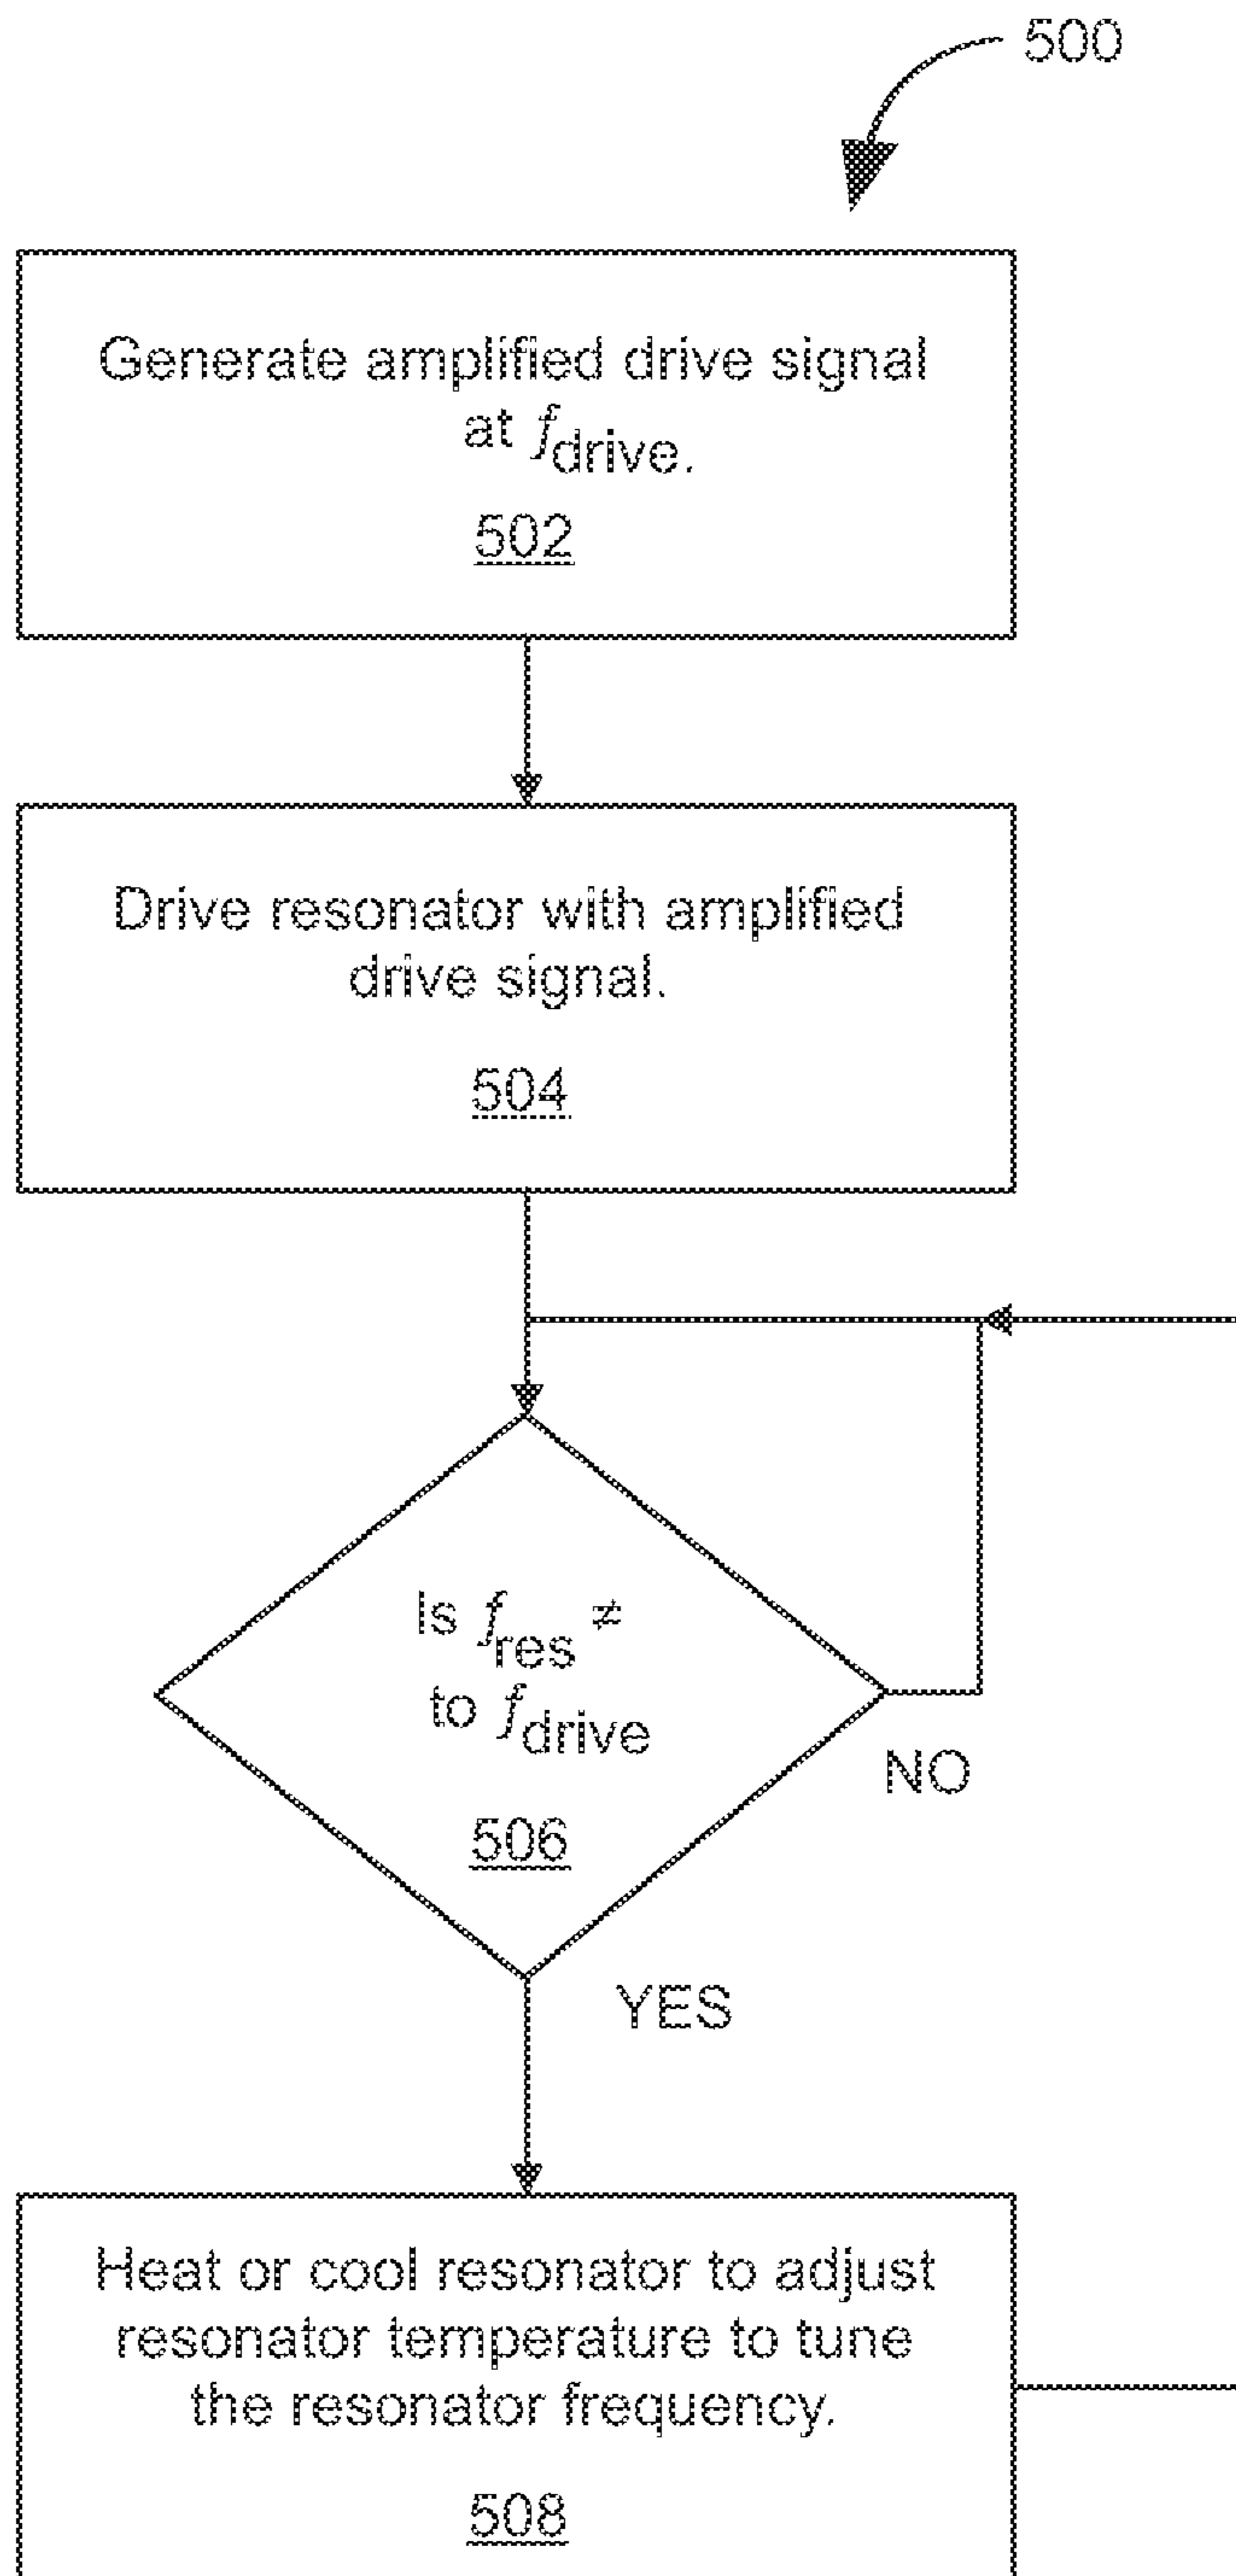 500
Generate amplified drive signal
at fdrive.
502
Drive resonator with amplified
drive signal.
504
Is fres ≠
to fdrive
506
NO
YES
Heat or cool resonator to adjust
resonator temperature to tune
the resonator frequency.
508